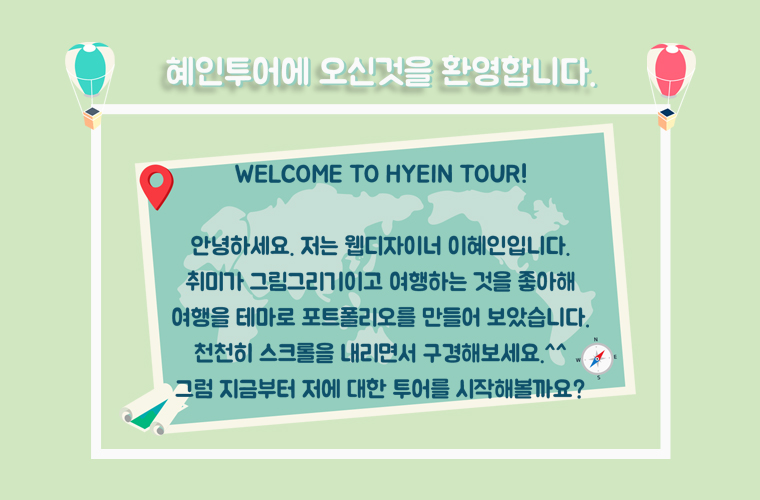 혜인투어에 오신것을 환영합니다.
WELCOME TO HYEIN TOUR!
안녕하세요. 저는 웹디자이너 이혜인입니다.
취미가 그림그리기이고 여행하는 것을 좋아해
여행을 테마로 포트폴리오를 만들어 보았습니다.
천천히 스크롤을 내리면서 구경해보세요.^^
그럼 지금부터 저에 대한 투어를 시작해볼까요?
N
W E
S